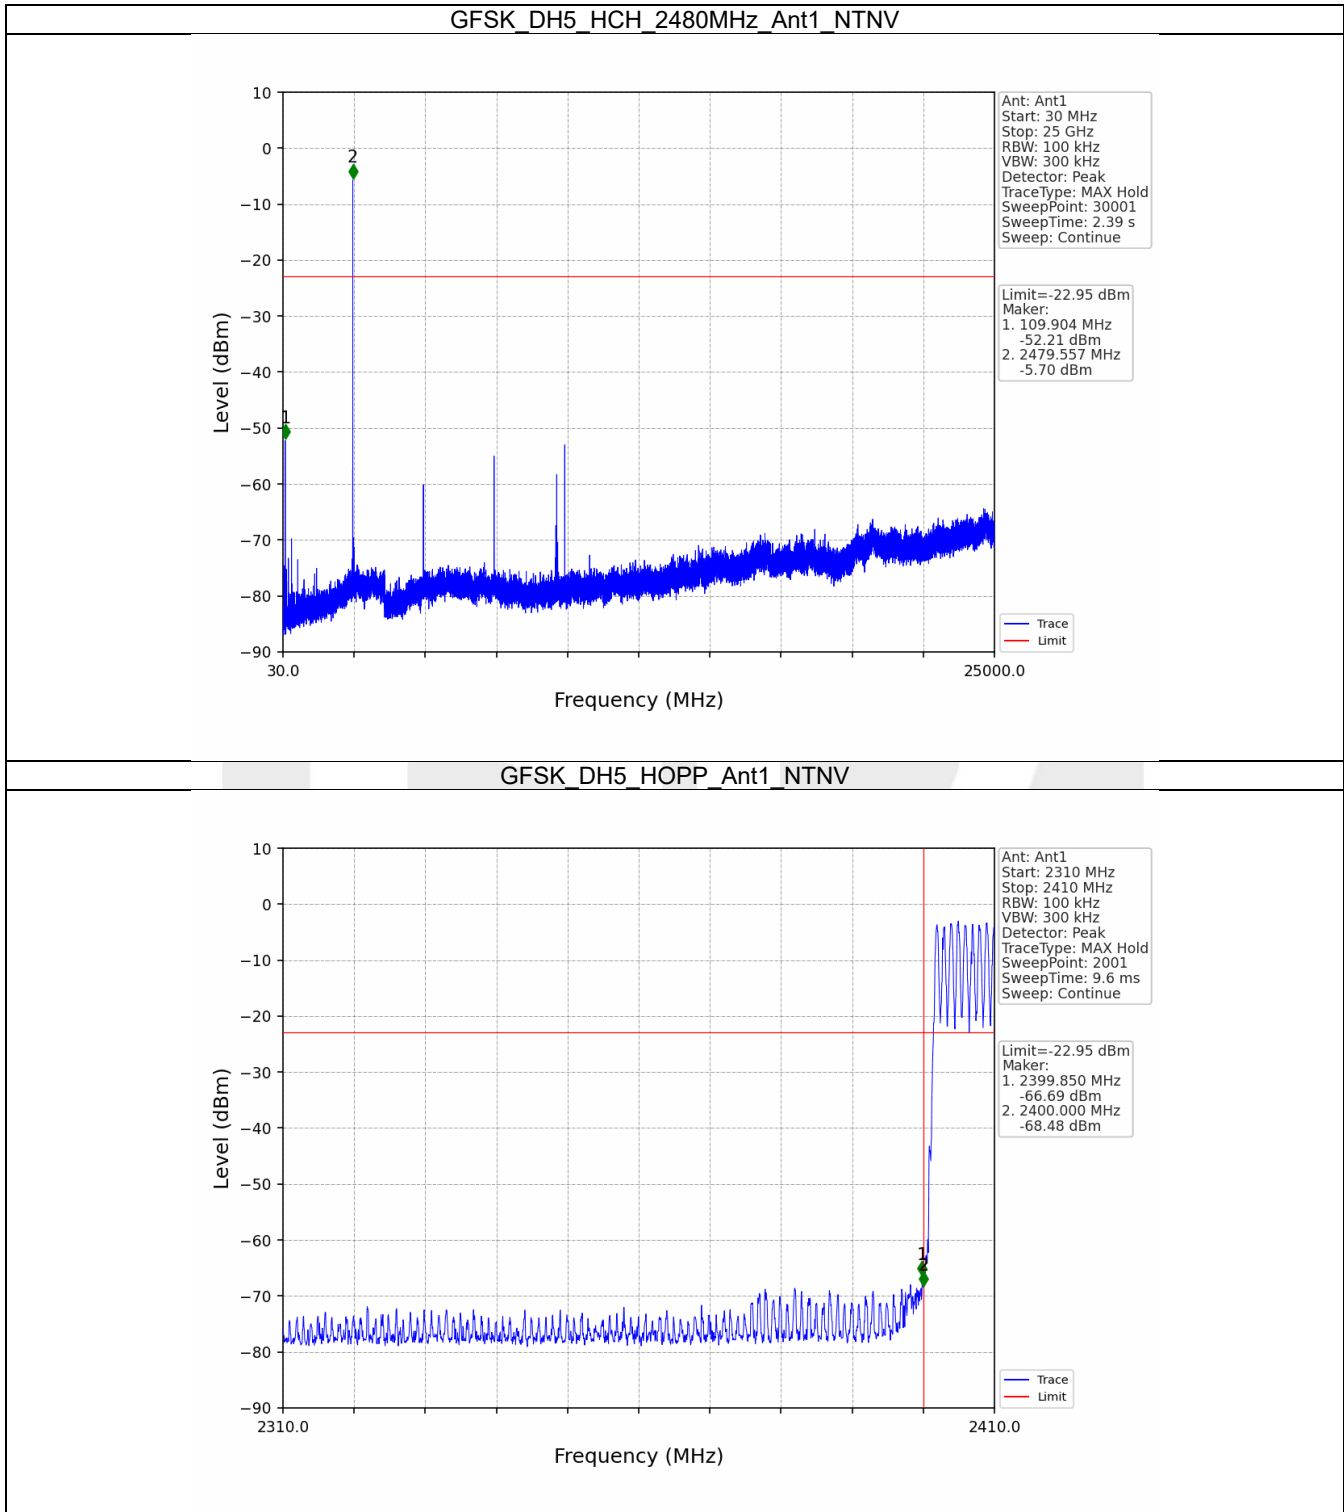 GFSK_DH5_HCH_2480MHz_Ant1_NTNV
10
0
−10
−20
−30
−40
−50
−60
−70
−80
−90
Level (dBm)
2
1
30.0
25000.0
Frequency (MHz)
Ant: Ant1
Start: 30 MHz
Stop: 25 GHz
RBW: 100 kHz
VBW: 300 kHz
Detector: Peak
TraceType: MAX Hold
SweepPoint: 30001
SweepTime: 2.39 s
Sweep: Continue
Limit=-22.95 dBm
Maker:
1. 109.904 MHz
-52.21 dBm
2. 2479.557 MHz
-5.70 dBm
Trace
Limit
GFSK_DH5_HOPP_Ant1_NTNV
10
0
−10
−20
−30
−40
−50
−60
−70
−80
−90
Level (dBm)
1
2
2310.0
2410.0
Frequency (MHz)
Ant: Ant1
Start: 2310 MHz
Stop: 2410 MHz
RBW: 100 kHz
VBW: 300 kHz
Detector: Peak
TraceType: MAX Hold
SweepPoint: 2001
SweepTime: 9.6 ms
Sweep: Continue
Limit=-22.95 dBm
Maker:
1. 2399.850 MHz
-66.69 dBm
2. 2400.000 MHz
-68.48 dBm
Trace
Limit